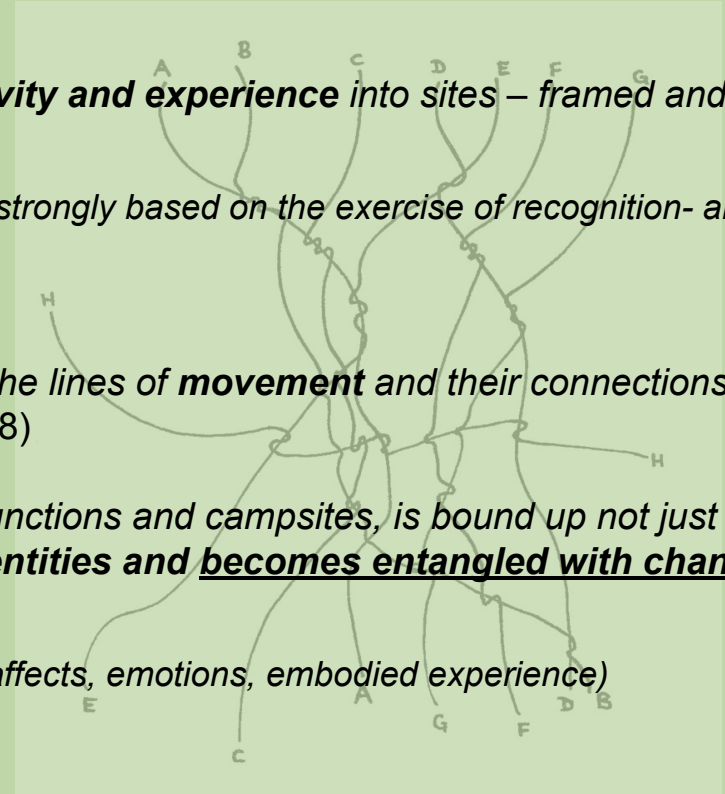 A B C D E F G
vity and experience into sites – framed and
strongly based on the exercise of recognition- a
H
he lines of movement and their connections
8)
H
unctions and campsites, is bound up not just
entities and becomes entangled with chan
affects, emotions, embodied experience)
E C A G F D B